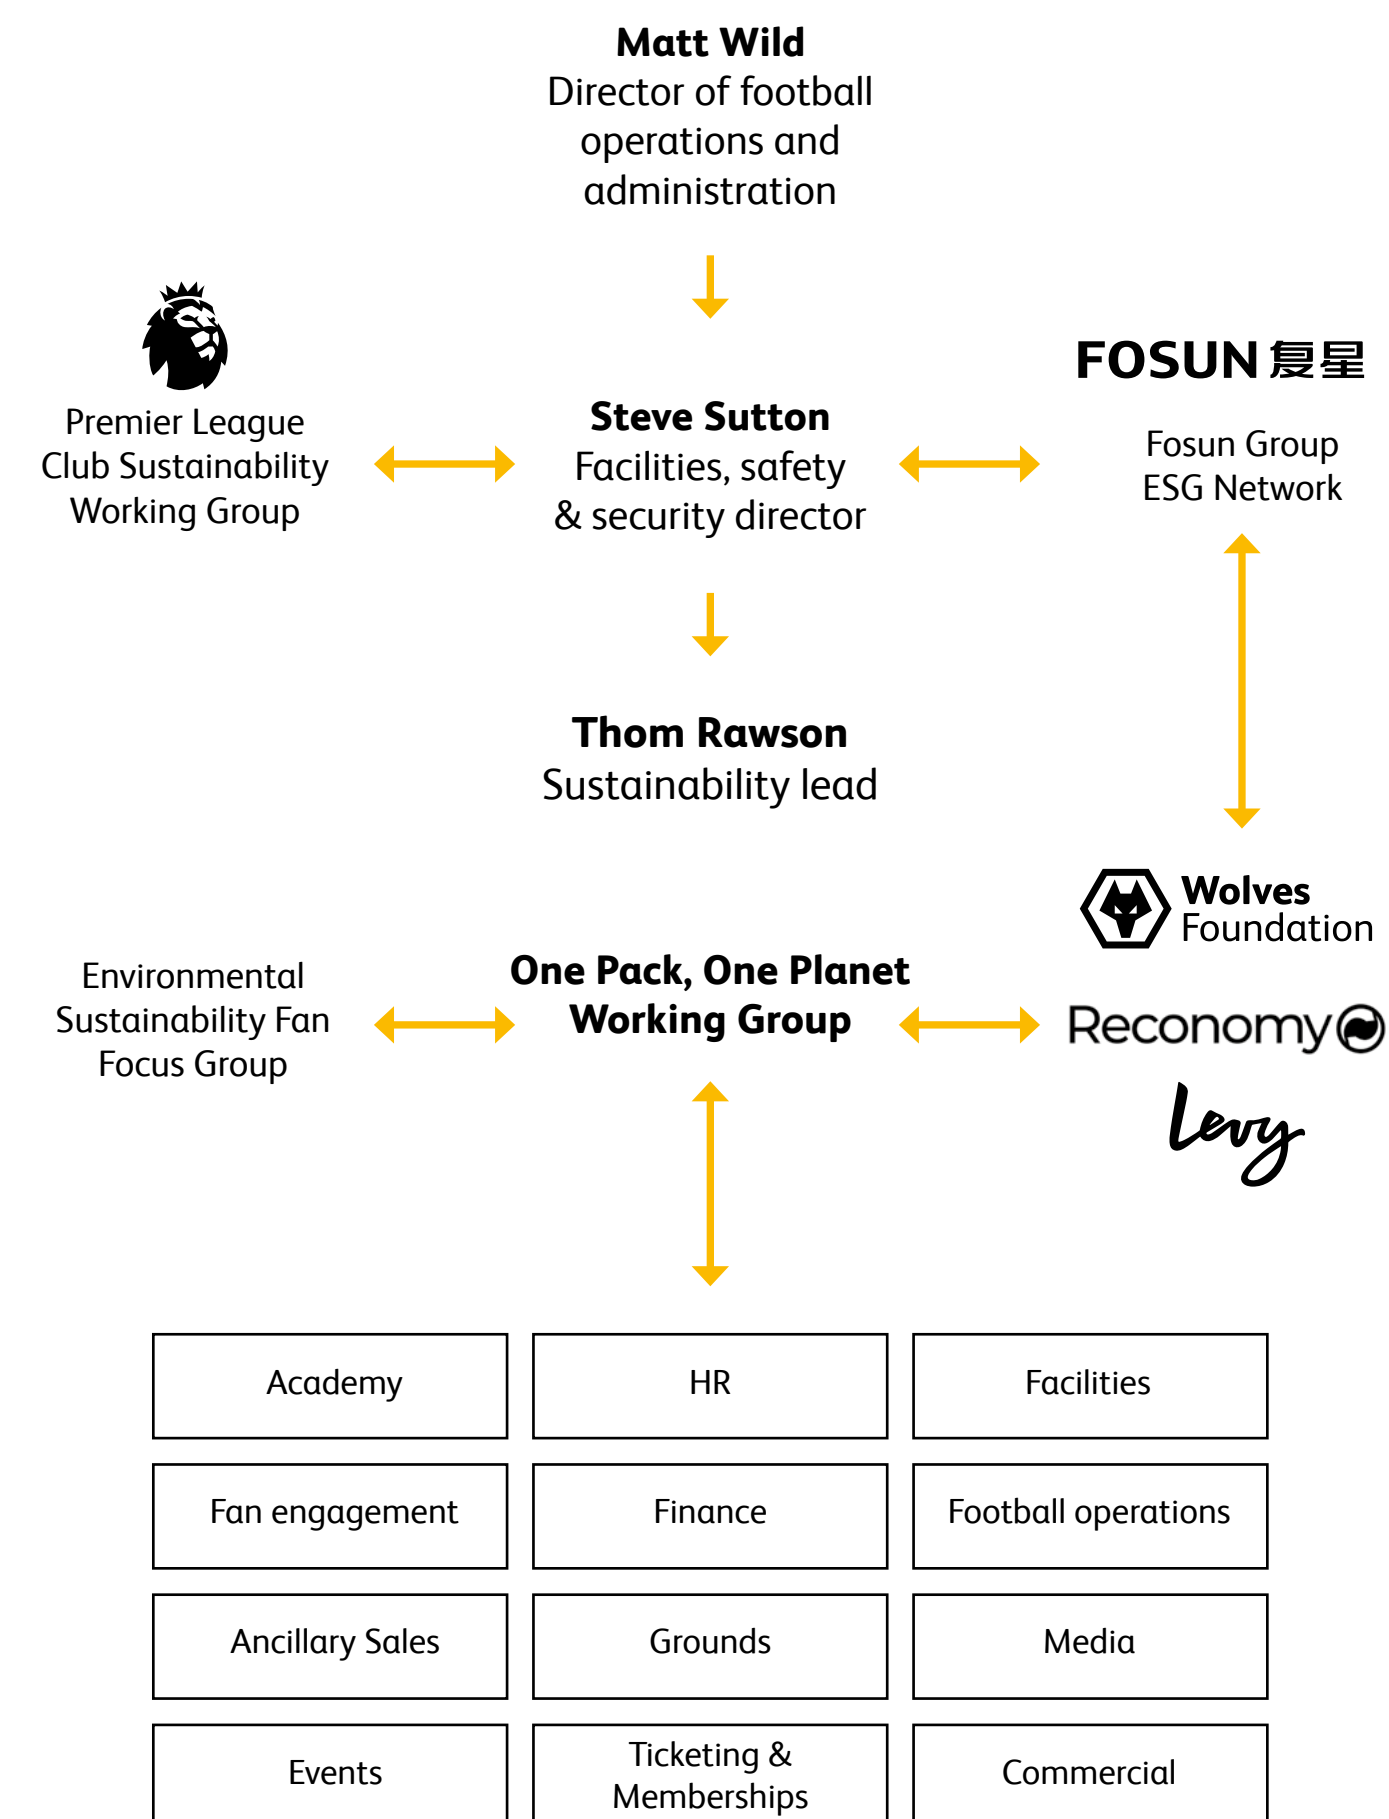 Matt Wild
Director of football
operations and
administration
FOSUN 复星
Premier League
Club Sustainability
Working Group
Steve Sutton
Facilities, safety
& security director
Fosun Group
ESG Network
Thom Rawson
Sustainability lead
Wolves
Foundation
Environmental
Sustainability Fan
Focus Group
One Pack, One Planet
Working Group
Reconomy
Levy
Academy
HR
Facilities
Fan engagement
Finance
Football operations
Ancillary Sales
Grounds
Media
Events
Ticketing &
Memberships
Commercial